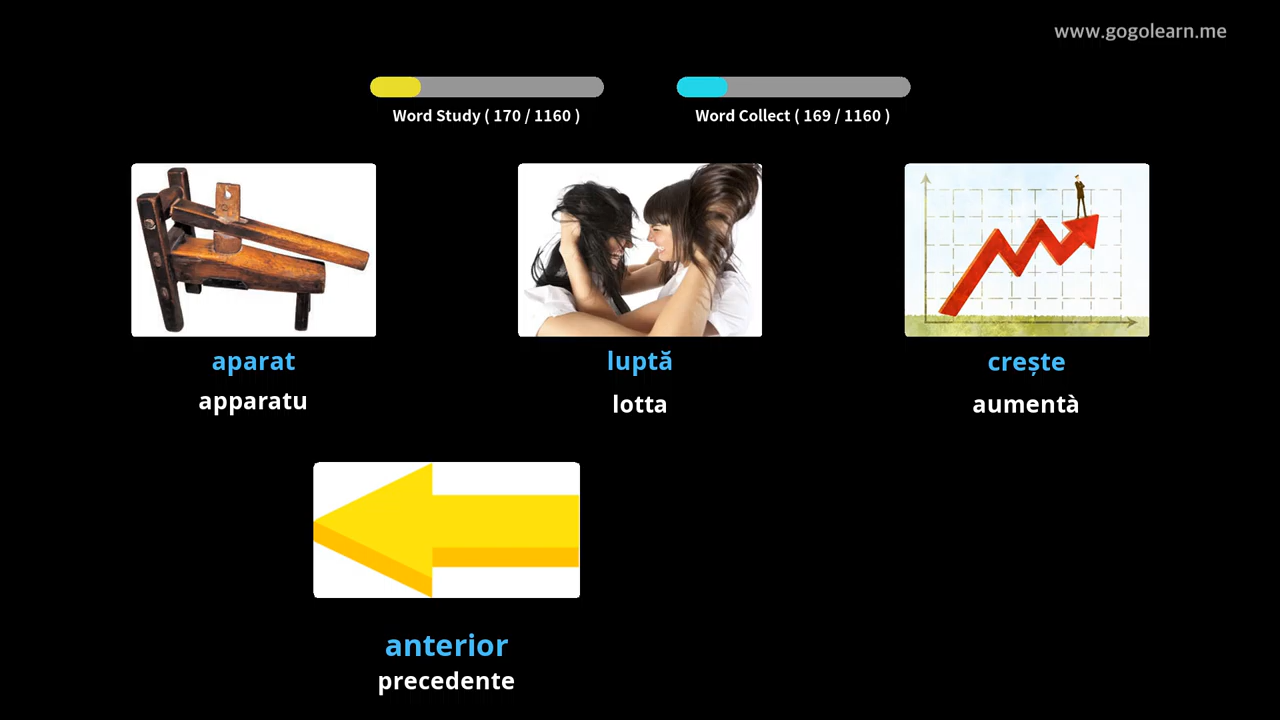 www.gogolearn.me
Word Study ( 170 / 1160 )
Word Collect ( 169 / 1160 )
aparat
apparatu
luptă
lotta
crește
aumentà
anterior
precedente